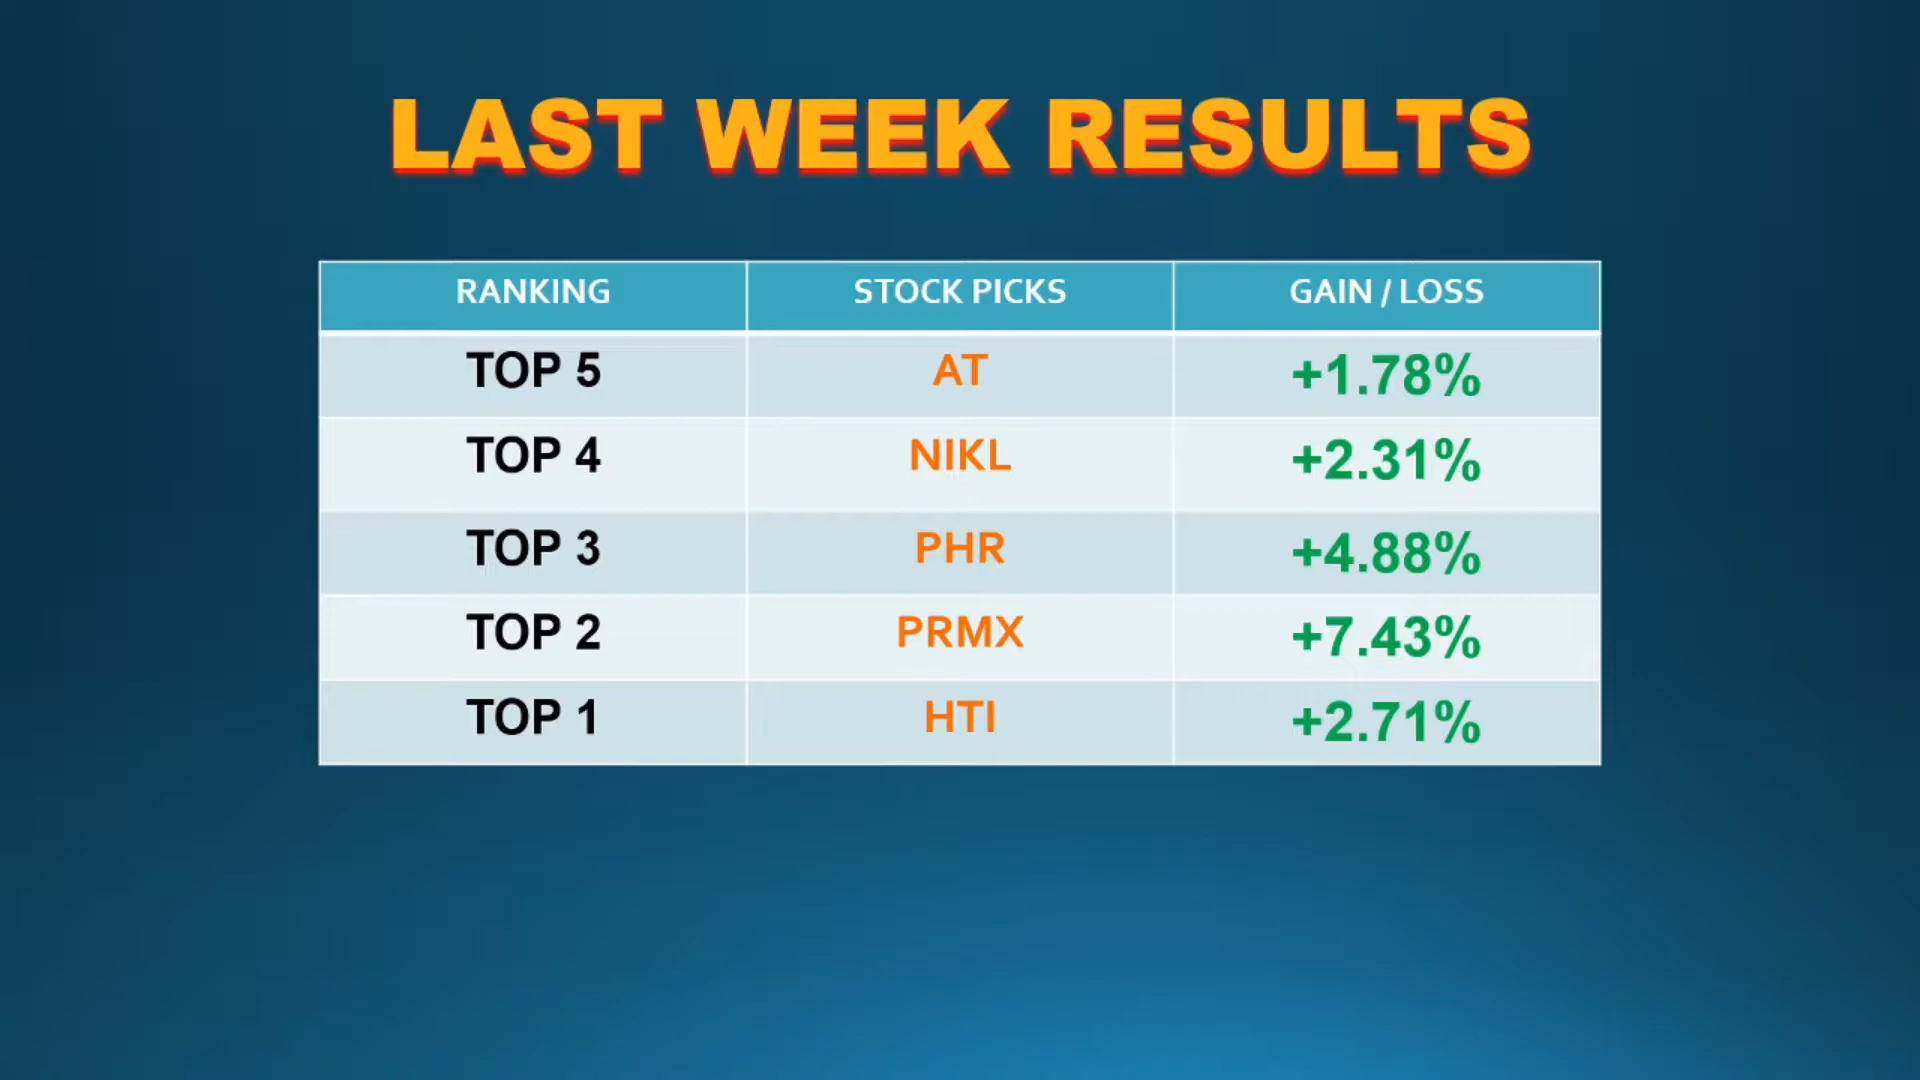 LAST WEEK RESULTS
RANKING STOCK PICKS GAIN / LOSS
TOP 5 AT +1.78%
TOP 4 NIKL +2.31%
TOP 3 PHR +4.88%
TOP 2 PRMX +7.43%
TOP 1 HTI +2.71%